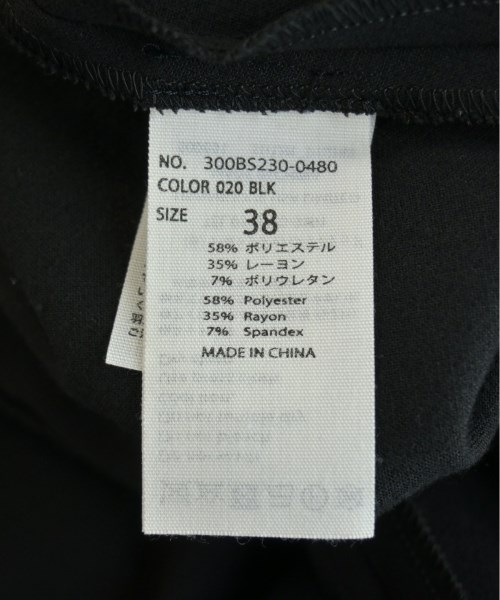 NO. 300BS230-0480
COLOR 020 BLK
SIZE 38
58% ポリエステル
35% レーヨン
7% ポリウレタン
58% Polyester
35% Rayon
7% Spandex
MADE IN CHINA